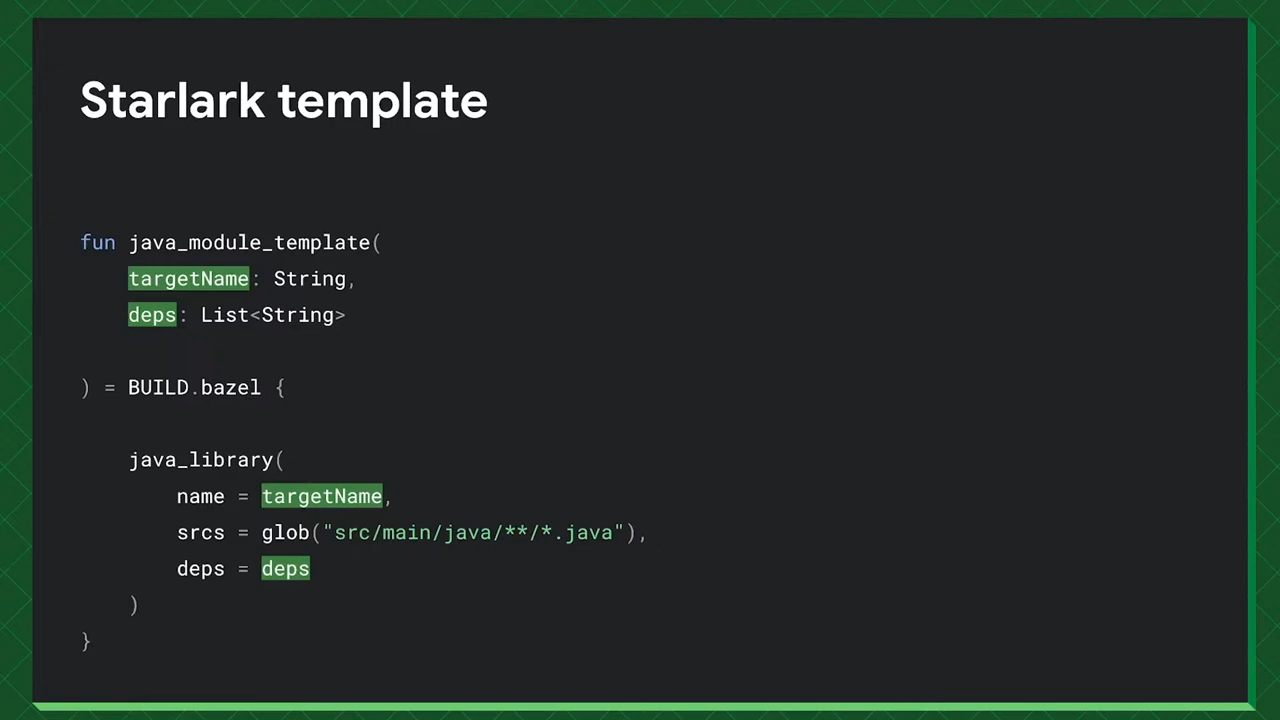 Starlark template
fun java_module_template(
    targetName: String,
    deps: List<String>
) = BUILD.bazel {
    java_library(
        name = targetName,
        srcs = glob("src/main/java/**/*.java"),
        deps = deps
    )
}